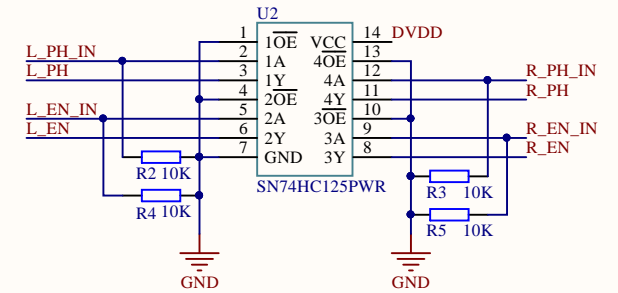 U2
1 1OE VCC 14 DVDD
L_PH_IN 2 1A 4OE 13
L_PH 3 1Y 4A 12 R_PH_IN
4 2OE 4Y 11 R_PH
L_EN_IN 5 2A 3OE 10
L_EN 6 2Y 3A 9 R_EN_IN
7 GND 3Y 8 R_EN
R2 10K
SN74HC125PWR
R3 10K
R4 10K
R5 10K
GND
GND